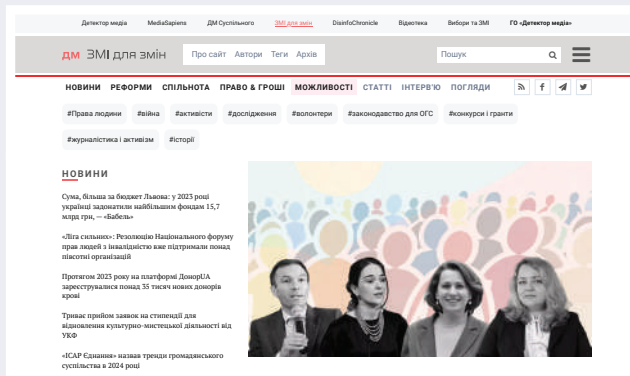 Детектор медіа MediaSapiens ДМ Суспільного ЗМІ для змін DisinfoChronicle Відеотека Вибори та ЗМІ ГО «Детектор медіа»
ДМ ЗМІ для змін Про сайт Автори Теги Архів Пошук
НОВИНИ РЕФОРМИ СПІЛЬНОТА ПРАВО & ГРОШІ МОЖЛИВОСТІ СТАТТІ ІНТЕРВ'Ю ПОГЛЯДИ
#Права людини #війна #активісти #дослідження #волонтери #законодавство для ОГС #конкурси і гранти
#журналістика і активізм #історії
НОВИНИ
Сума, більша за бюджет Львова: у 2023 році
українці задонатили найбільшим фондам 15,7
млрд грн, — «Бабель»
«Ліга сильних»: Резолюцію Національного форуму
прав людей з інвалідністю вже підтримали понад
півсотні організацій
Протягом 2023 року на платформі ДонорUA
зареєструвалися понад 35 тисяч нових донорів
крові
Триває прийом заявок на стипендії для
відновлення культурно-мистецької діяльності від
УКФ
«ІСАР Єднання» назвав тренди громадянського
суспільства в 2024 році